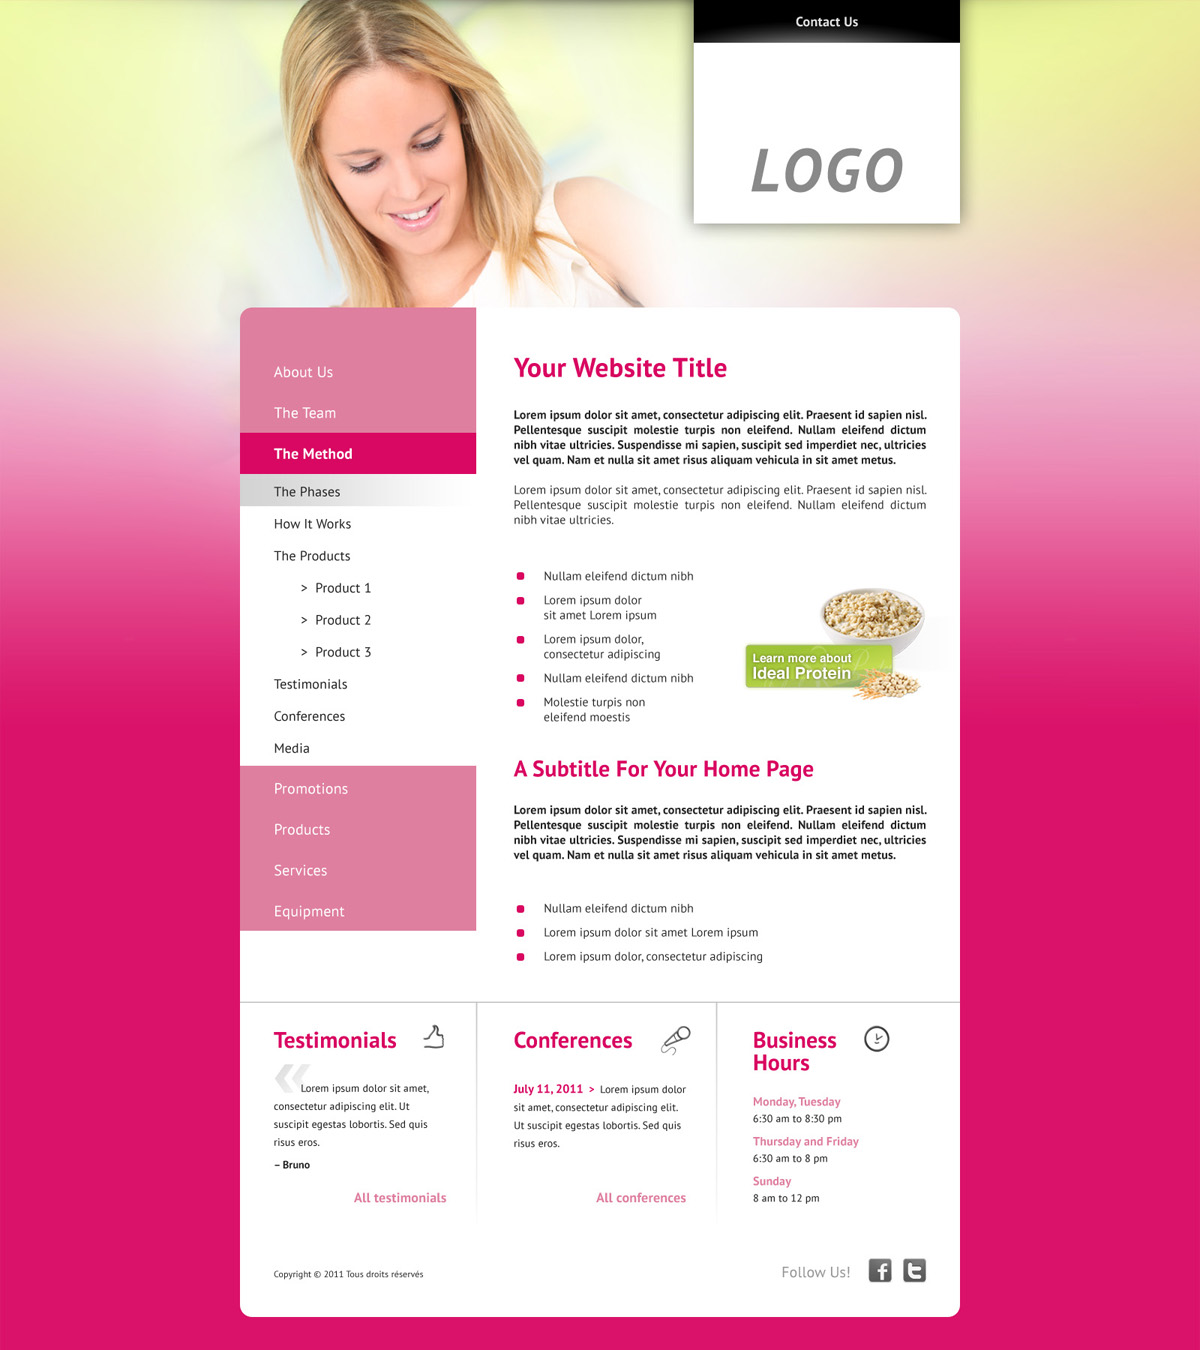 Contact Us
LOGO
About Us
The Team
The Method
The Phases
How It Works
The Products
> Product 1
> Product 2
> Product 3
Testimonials
Conferences
Media
Promotions
Products
Services
Equipment
Your Website Title
Lorem ipsum dolor sit amet, consectetur adipiscing elit. Praesent id sapien nisl.
Pellentesque suscipit molestie turpis non eleifend. Nullam eleifend dictum
nibh vitae ultricies. Suspendisse mi sapien, suscipit sed imperdiet nec, ultricies
vel quam. Nam et nulla sit amet risus aliquam vehicula in sit amet metus.
Lorem ipsum dolor sit amet, consectetur adipiscing elit. Praesent id sapien nisl.
Pellentesque suscipit molestie turpis non eleifend. Nullam eleifend dictum
nibh vitae ultricies.
Nullam eleifend dictum nibh
Lorem ipsum dolor
sit amet Lorem ipsum
Lorem ipsum dolor,
consectetur adipiscing
Nullam eleifend dictum nibh
Molestie turpis non
eleifend moestis
Learn more about
Ideal Protein
A Subtitle For Your Home Page
Lorem ipsum dolor sit amet, consectetur adipiscing elit. Praesent id sapien nisl.
Pellentesque suscipit molestie turpis non eleifend. Nullam eleifend dictum
nibh vitae ultricies. Suspendisse mi sapien, suscipit sed imperdiet nec, ultricies
vel quam. Nam et nulla sit amet risus aliquam vehicula in sit amet metus.
Nullam eleifend dictum nibh
Lorem ipsum dolor sit amet Lorem ipsum
Lorem ipsum dolor, consectetur adipiscing
Testimonials
« Lorem ipsum dolor sit amet,
consectetur adipiscing elit. Ut
suscipit egestas lobortis. Sed quis
risus eros.
– Bruno
All testimonials
Conferences
July 11, 2011 > Lorem ipsum dolor
sit amet, consectetur adipiscing elit.
Ut suscipit egestas lobortis. Sed quis
risus eros.
All conferences
Business
Hours
Monday, Tuesday
6:30 am to 8:30 pm
Thursday and Friday
6:30 am to 8 pm
Sunday
8 am to 12 pm
Copyright © 2011 Tous droits réservés
Follow Us!